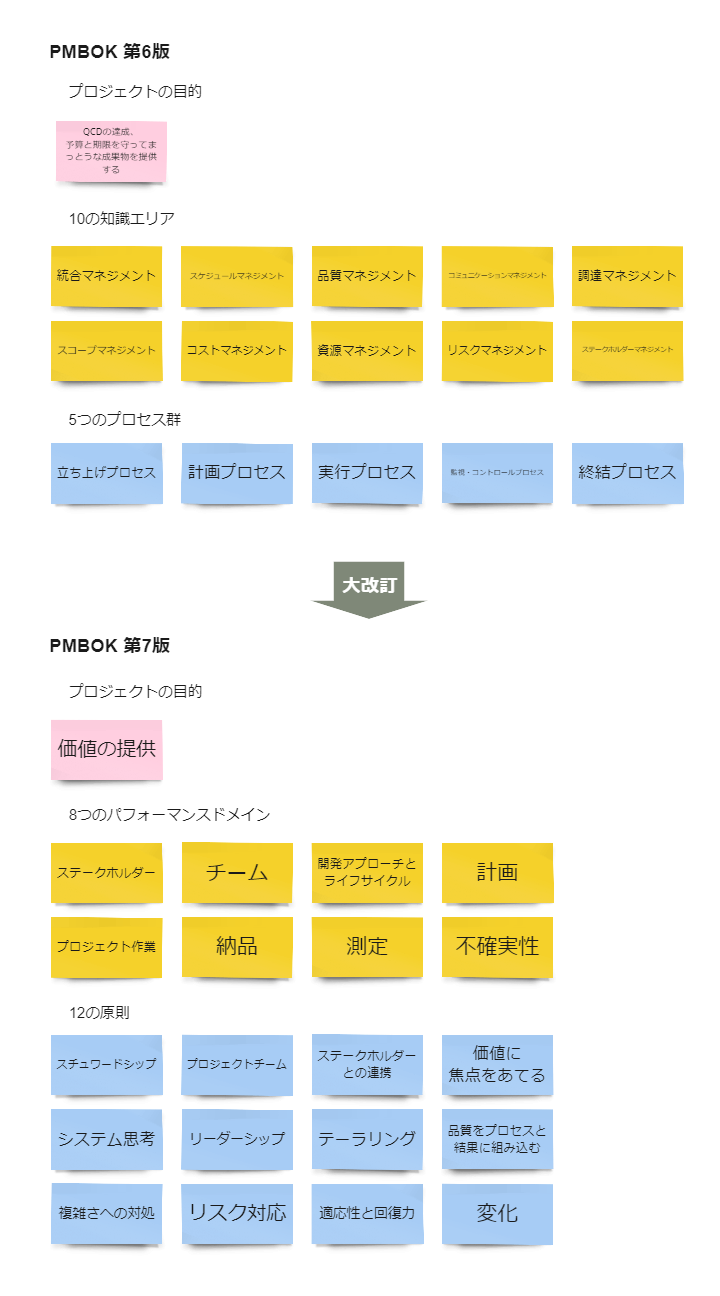 PMBOK 第6版
プロジェクトの目的
QCDの達成、
予算と期限を守ってま
っとうな成果物を提供
する
10の知識エリア
統合マネジメント
スケジュールマネジメント
品質マネジメント
コミュニケーションマネジメント
調達マネジメント
スコープマネジメント
コストマネジメント
資源マネジメント
リスクマネジメント
ステークホルダーマネジメント
5つのプロセス群
立ち上げプロセス
計画プロセス
実行プロセス
監視・コントロールプロセス
終結プロセス
大改訂
PMBOK 第7版
プロジェクトの目的
価値の提供
8つのパフォーマンスドメイン
ステークホルダー
チーム
開発アプローチと
ライフサイクル
計画
プロジェクト作業
納品
測定
不確実性
12の原則
スチュワードシップ
プロジェクトチーム
ステークホルダー
との連携
価値に
焦点をあてる
システム思考
リーダーシップ
テーラリング
品質をプロセスと
結果に組み込む
複雑さへの対処
リスク対応
適応性と回復力
変化